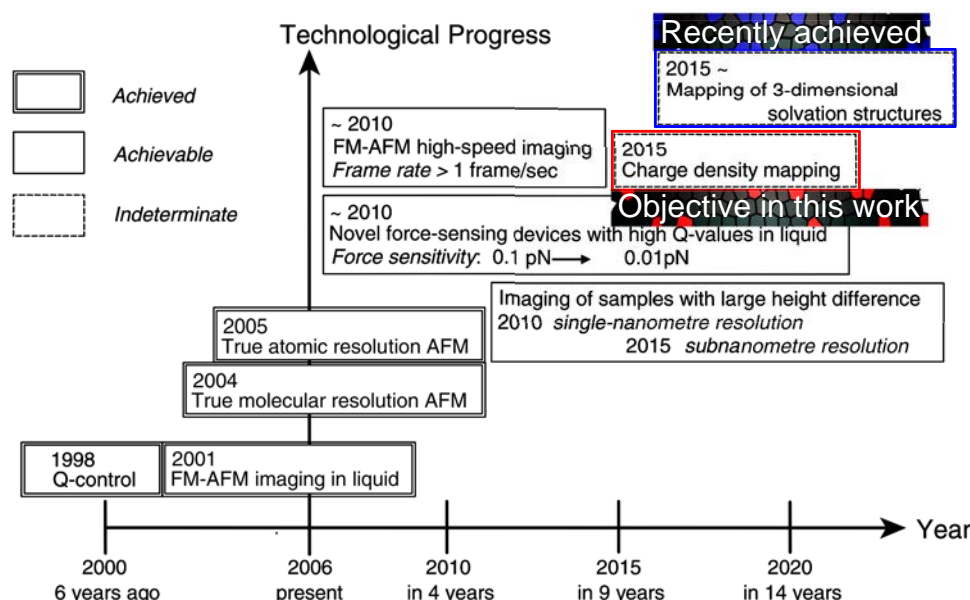 Technological Progress
Recently achieved
Achieved
Achievable
Indeterminate
2015 ~
Mapping of 3-dimensional
solvation structures
~ 2010
FM-AFM high-speed imaging
Frame rate > 1 frame/sec
2015
Charge density mapping
Objective in this work
~ 2010
Novel force-sensing devices with high Q-values in liquid
Force sensitivity: 0.1 pN → 0.01pN
Imaging of samples with large height difference
2010 single-nanometre resolution
2015 subnanometre resolution
2005
True atomic resolution AFM
2004
True molecular resolution AFM
1998
Q-control
2001
FM-AFM imaging in liquid
Year
2000
6 years ago
2006
present
2010
in 4 years
2015
in 9 years
2020
in 14 years